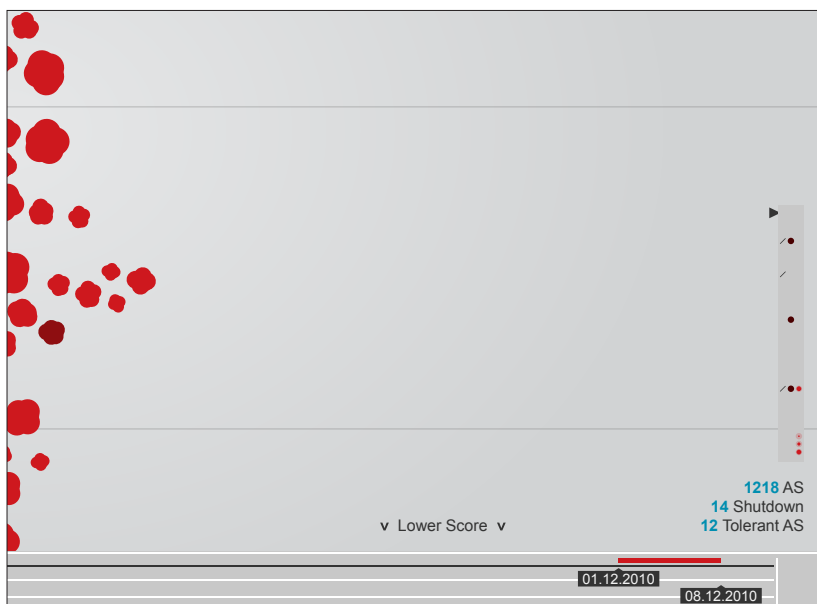 1218 AS
14 Shutdown
v Lower Score v
12 Tolerant AS
01.12.2010
08.12.2010